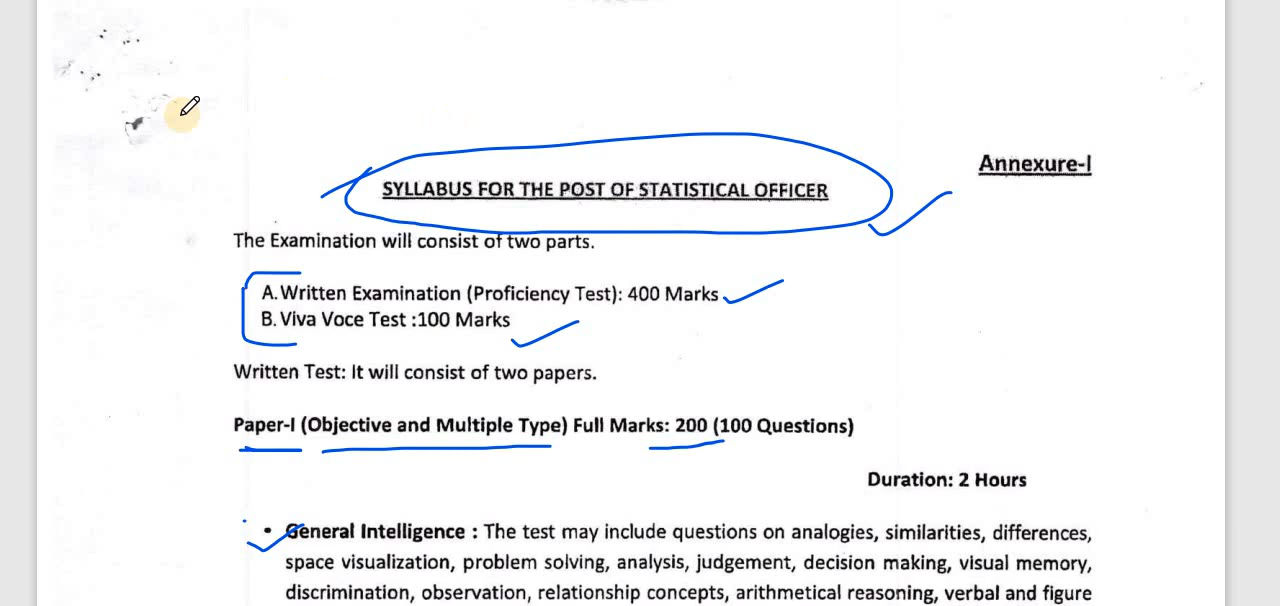 Annexure-I
SYLLABUS FOR THE POST OF STATISTICAL OFFICER
The Examination will consist of two parts.
A. Written Examination (Proficiency Test): 400 Marks
B. Viva Voce Test :100 Marks
Written Test: It will consist of two papers.
Paper-I (Objective and Multiple Type) Full Marks: 200 (100 Questions)
Duration: 2 Hours
• General Intelligence : The test may include questions on analogies, similarities, differences,
space visualization, problem solving, analysis, judgement, decision making, visual memory,
discrimination, observation, relationship concepts, arithmetical reasoning, verbal and figure